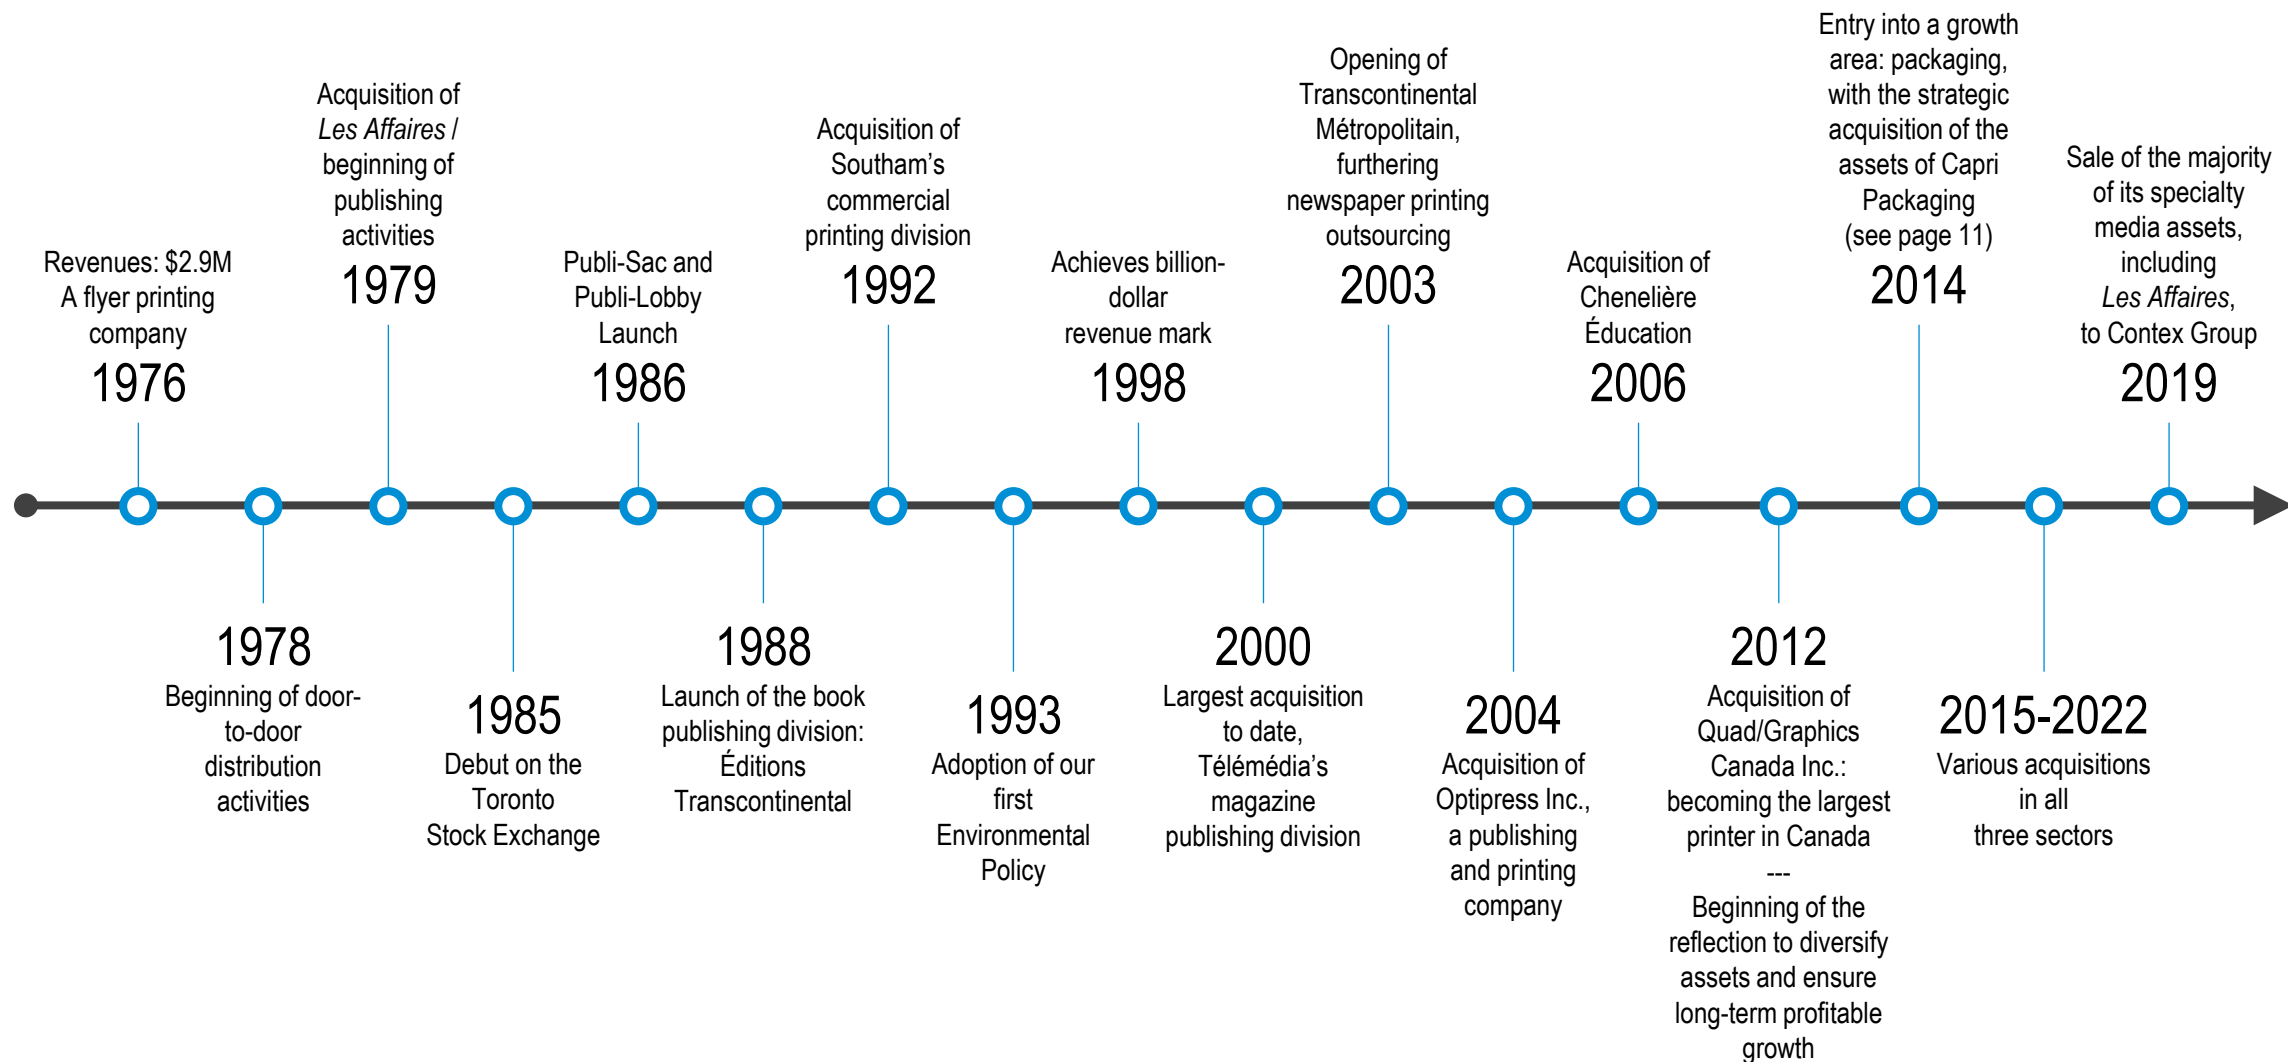 Revenues: $2.9M
A flyer printing
company
1976
1978
Beginning of door-
to-door
distribution
activities
Acquisition of
Les Affaires /
beginning of
publishing
activities
1979
1985
Debut on the
Toronto
Stock Exchange
Publi-Sac and
Publi-Lobby
Launch
1986
1988
Launch of the book
publishing division:
Éditions
Transcontinental
Acquisition of
Southam’s
commercial
printing division
1992
1993
Adoption of our
first
Environmental
Policy
Achieves billion-
dollar
revenue mark
1998
2000
Largest acquisition
to date,
Télémédia’s
magazine
publishing division
Opening of
Transcontinental
Métropolitain,
furthering
newspaper printing
outsourcing
2003
2004
Acquisition of
Optipress Inc.,
a publishing
and printing
company
Acquisition of
Chenelière
Éducation
2006
2012
Acquisition of
Quad/Graphics
Canada Inc.:
becoming the largest
printer in Canada
---
Beginning of the
reflection to diversify
assets and ensure
long-term profitable
growth
Entry into a growth
area: packaging,
with the strategic
acquisition of the
assets of Capri
Packaging
(see page 11)
2014
2015-2022
Various acquisitions
in all
three sectors
Sale of the majority
of its specialty
media assets,
including
Les Affaires,
to Contex Group
2019